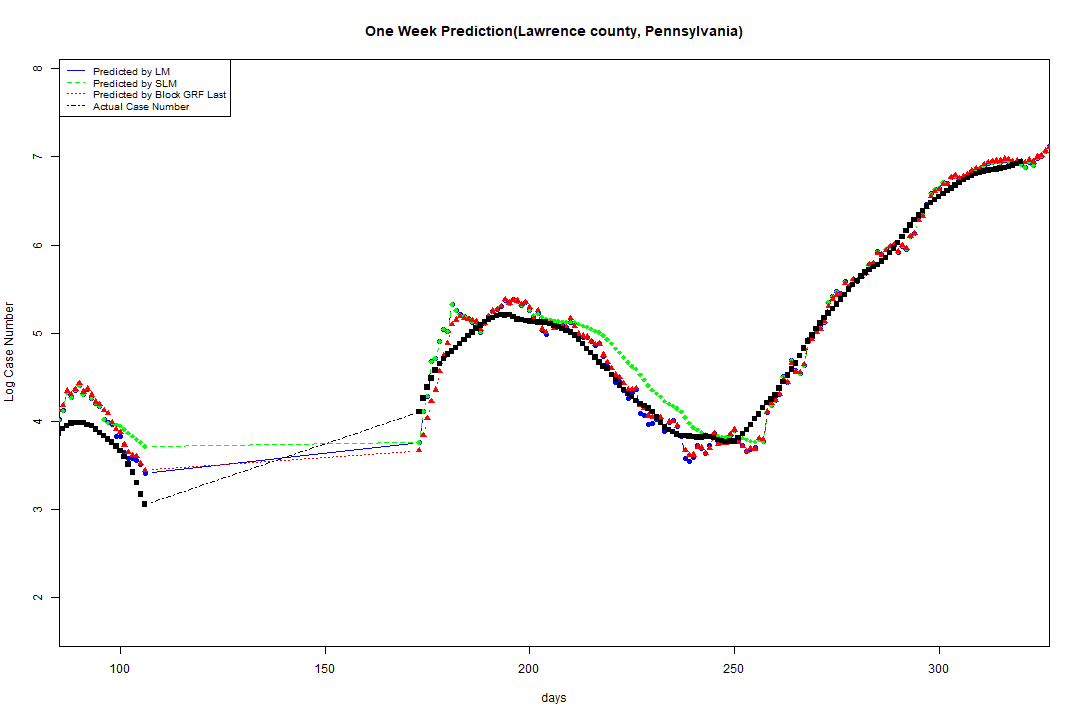 One Week Prediction(Lawrence county, Pennsylvania)
Predicted by LM
Predicted by SLM
Predicted by Block GRF Last
Actual Case Number
8
7
6
5
4
3
2
Log Case Number
100 150 200 250 300
days